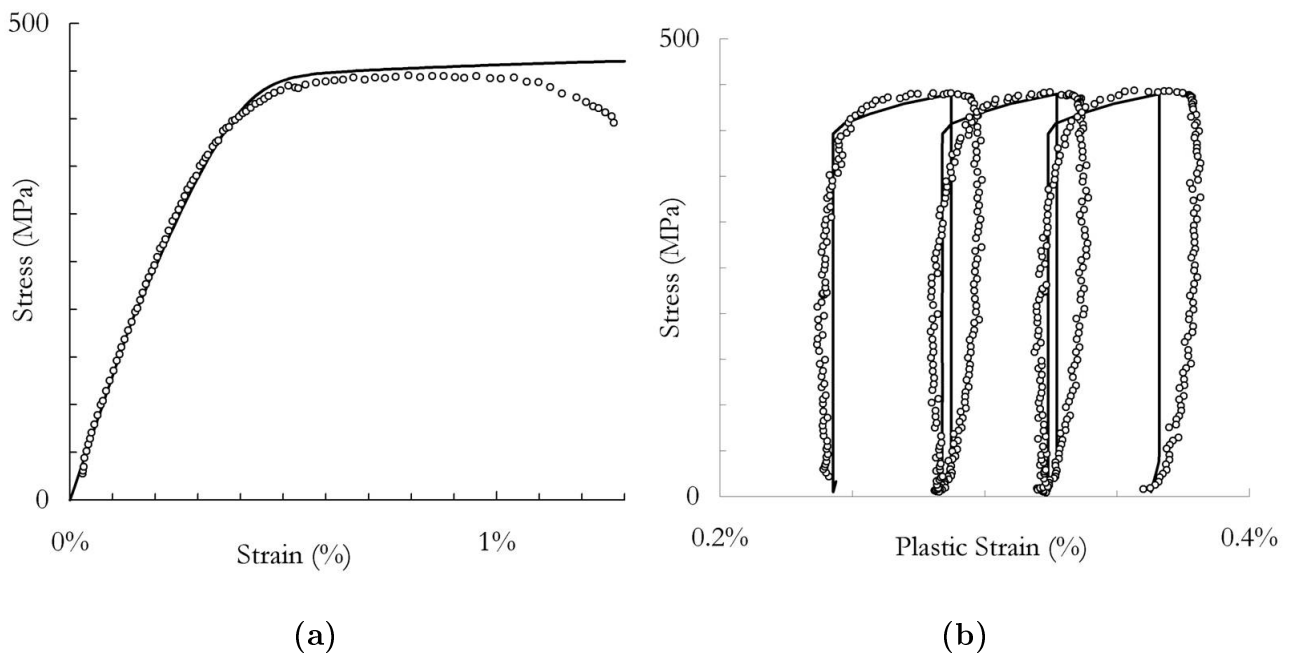 500
Stress (MPa)
0
0%
Strain (%)
1%
(a)
500
Stress (MPa)
0
0.2%
Plastic Strain (%)
0.4%
(b)